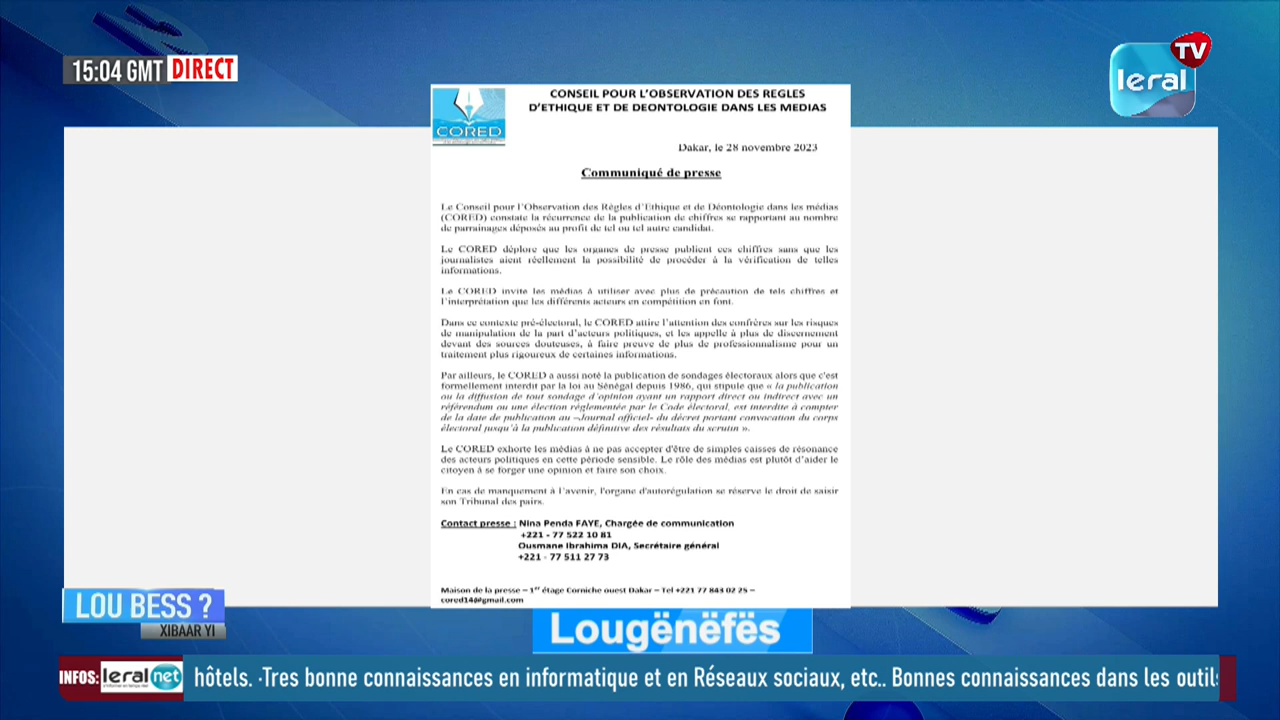 15:04 GMT DIRECT
leral TV
CORED
CONSEIL POUR L'OBSERVATION DES REGLES
D'ETHIQUE ET DE DEONTOLOGIE DANS LES MEDIAS
Dakar, le 28 novembre 2023
Communiqué de presse
Le Conseil pour l'Observation des Règles d'Ethique et de Déontologie dans les médias
(CORED) constate la récurrence de la publication de chiffres se rapportant au nombre
de parrainages déposés au profit de tel ou tel autre candidat.
Le CORED déplore que les organes de presse publient ces chiffres sans que les
journalistes aient réellement la possibilité de procéder à la vérification de telles
informations.
Le CORED invite les médias à utiliser avec plus de précaution de tels chiffres et
l'interprétation que les différents acteurs en compétition en font.
Dans ce contexte pré-électoral, le CORED attire l'attention des confrères sur les risques
de manipulation de la part d'acteurs politiques, et les appelle à plus de discernement
devant des sources douteuses, à faire preuve de plus de professionnalisme pour un
traitement plus rigoureux de certaines informations.
Par ailleurs, le CORED a aussi noté la publication de sondages électoraux alors que c'est
formellement interdit par la loi au Sénégal depuis 1986, qui stipule que « la publication
ou la diffusion de tout sondage d'opinion ayant un rapport direct ou indirect avec un
référendum ou une élection réglementée par le Code électoral, est interdite à compter
de la date de publication au -Journal officiel- du décret portant convocation du corps
électoral jusqu'à la publication définitive des résultats du scrutin ».
Le CORED exhorte les médias à ne pas accepter d'être de simples caisses de résonance
des acteurs politiques en cette période sensible. Le rôle des médias est plutôt d'aider le
citoyen à se forger une opinion et faire son choix.
En cas de manquement à l'avenir, l'organe d'autorégulation se réserve le droit de saisir
son Tribunal des pairs.
Contact presse : Nina Penda FAYE, Chargée de communication
+221 - 77 522 10 81
Ousmane Ibrahima DIA, Secrétaire général
+221 - 77 511 27 73
Maison de la presse – 1er étage Corniche ouest Dakar – Tel +221 77 843 02 25 –
cored14@gmail.com
LOU BESS ?
XIBAAR YI
Lougënëfës
INFOS: leral net hôtels. ·Tres bonne connaissances en informatique et en Réseaux sociaux, etc.. Bonnes connaissances dans les outils